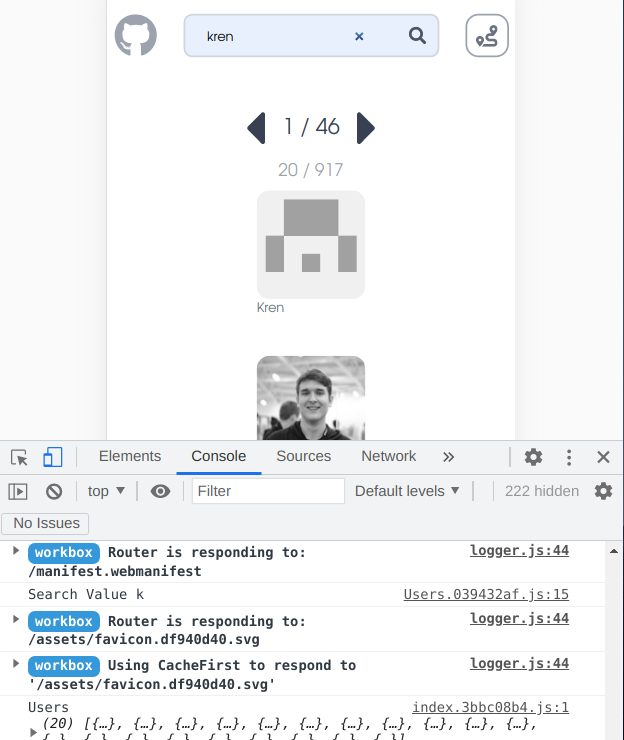 kren ×
1 / 46
20 / 917
Kren
Elements Console Sources Network »
top ▼ Filter Default levels ▼ 222 hidden
No Issues
workbox Router is responding to: logger.js:44
/manifest.webmanifest
Search Value k Users.039432af.js:15
workbox Router is responding to: logger.js:44
/assets/favicon.df940d40.svg
workbox Using CacheFirst to respond to logger.js:44
'/assets/favicon.df940d40.svg'
Users index.3bbc08b4.js:1
(20) [{…}, {…}, {…}, {…}, {…}, {…}, {…}, {…}, {…}, {…}, {…},